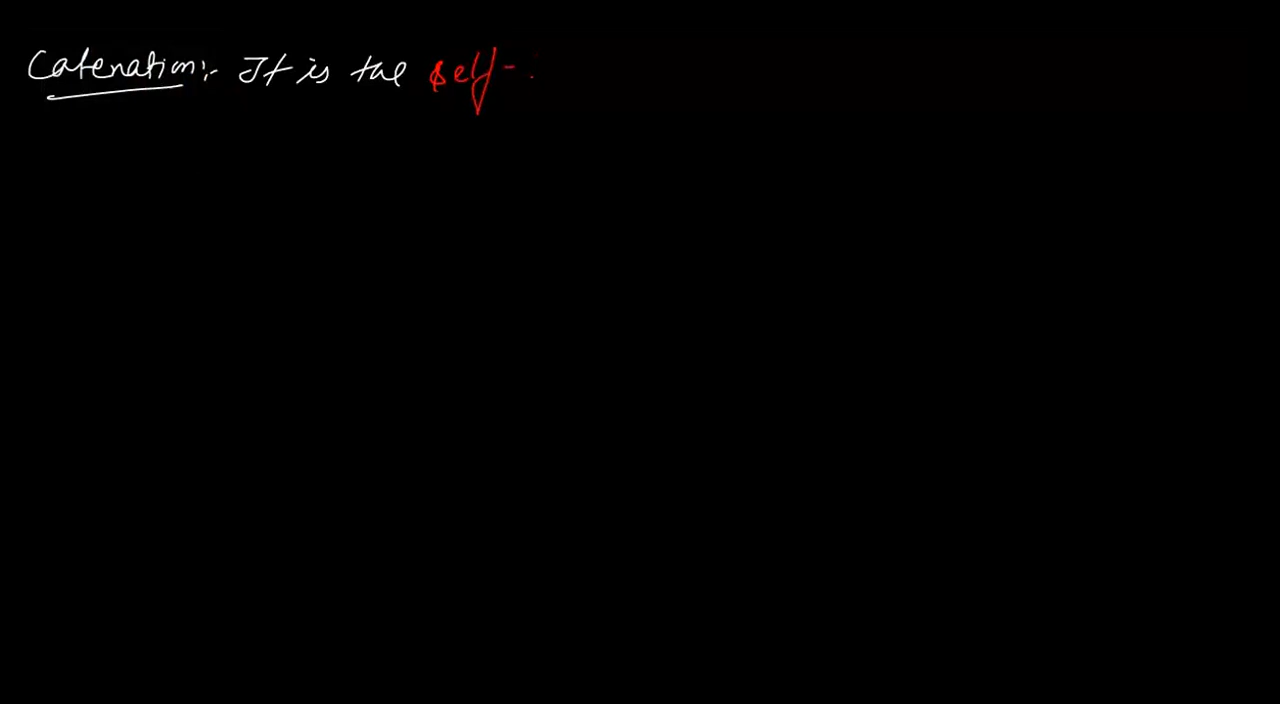 Catenation:- It is the self-